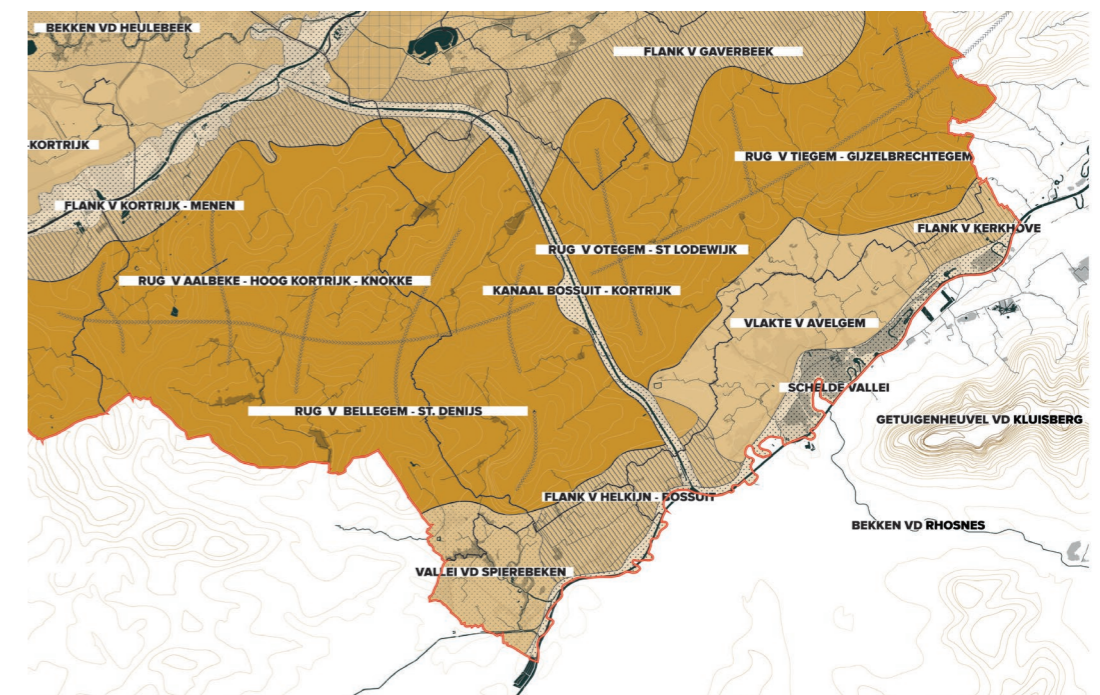 BEKKEN VD HEULEBEEK
FLANK V GAVERBEEK
-KORTRIJK
RUG V TIEGEM - GIJZELBRECHTEGEM
FLANK V KORTRIJK - MENEN
FLANK V KERKHOVE
RUG V OTEGEM - ST LODEWIJK
RUG V AALBEKE - HOOG KORTRIJK - KNOKKE
KANAAL BOSSUIT - KORTRIJK
VLAKTE V AVELGEM
SCHELDE VALLEI
RUG V BELLEGEM - ST. DENIJS
GETUIGENHEUVEL VD KLUISBERG
FLANK V HELKIJN - BOSSUIT
BEKKEN VD RHOSNES
VALLEI VD SPIEREBEKEN